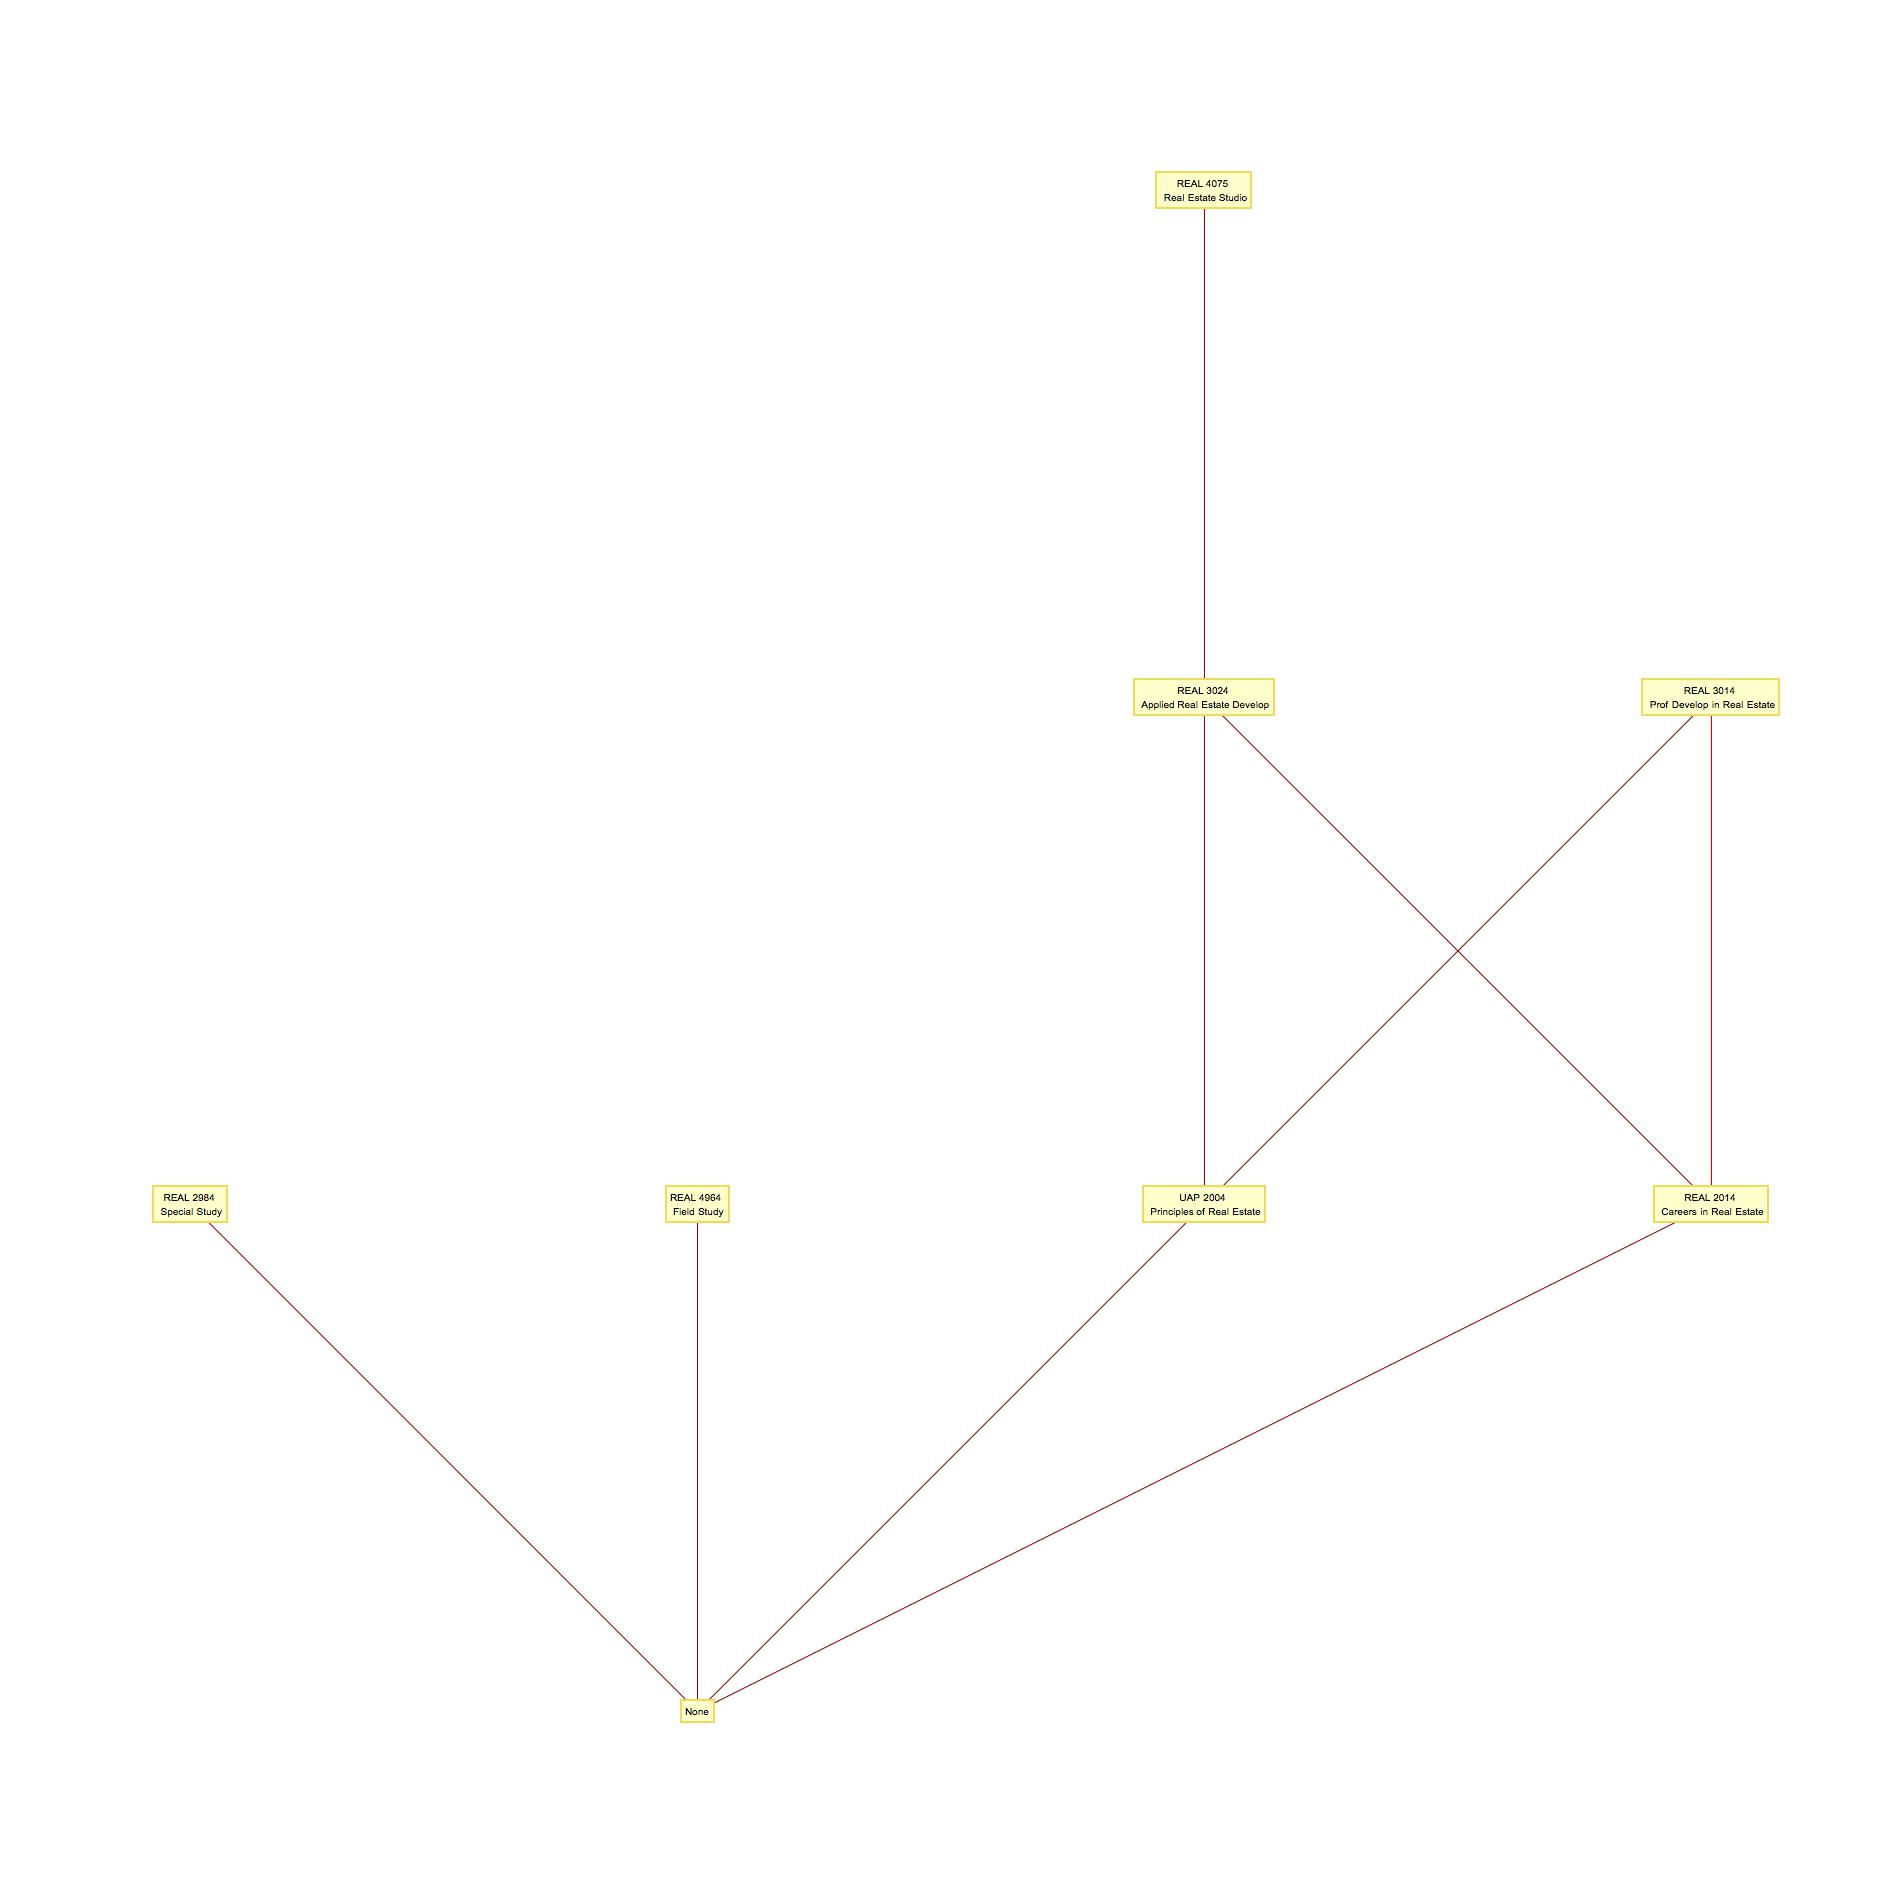 REAL 4075
Real Estate Studio
REAL 3024
Applied Real Estate Develop
REAL 3014
Prof Develop in Real Estate
REAL 2984
Special Study
REAL 4964
Field Study
UAP 2004
Principles of Real Estate
REAL 2014
Careers in Real Estate
None